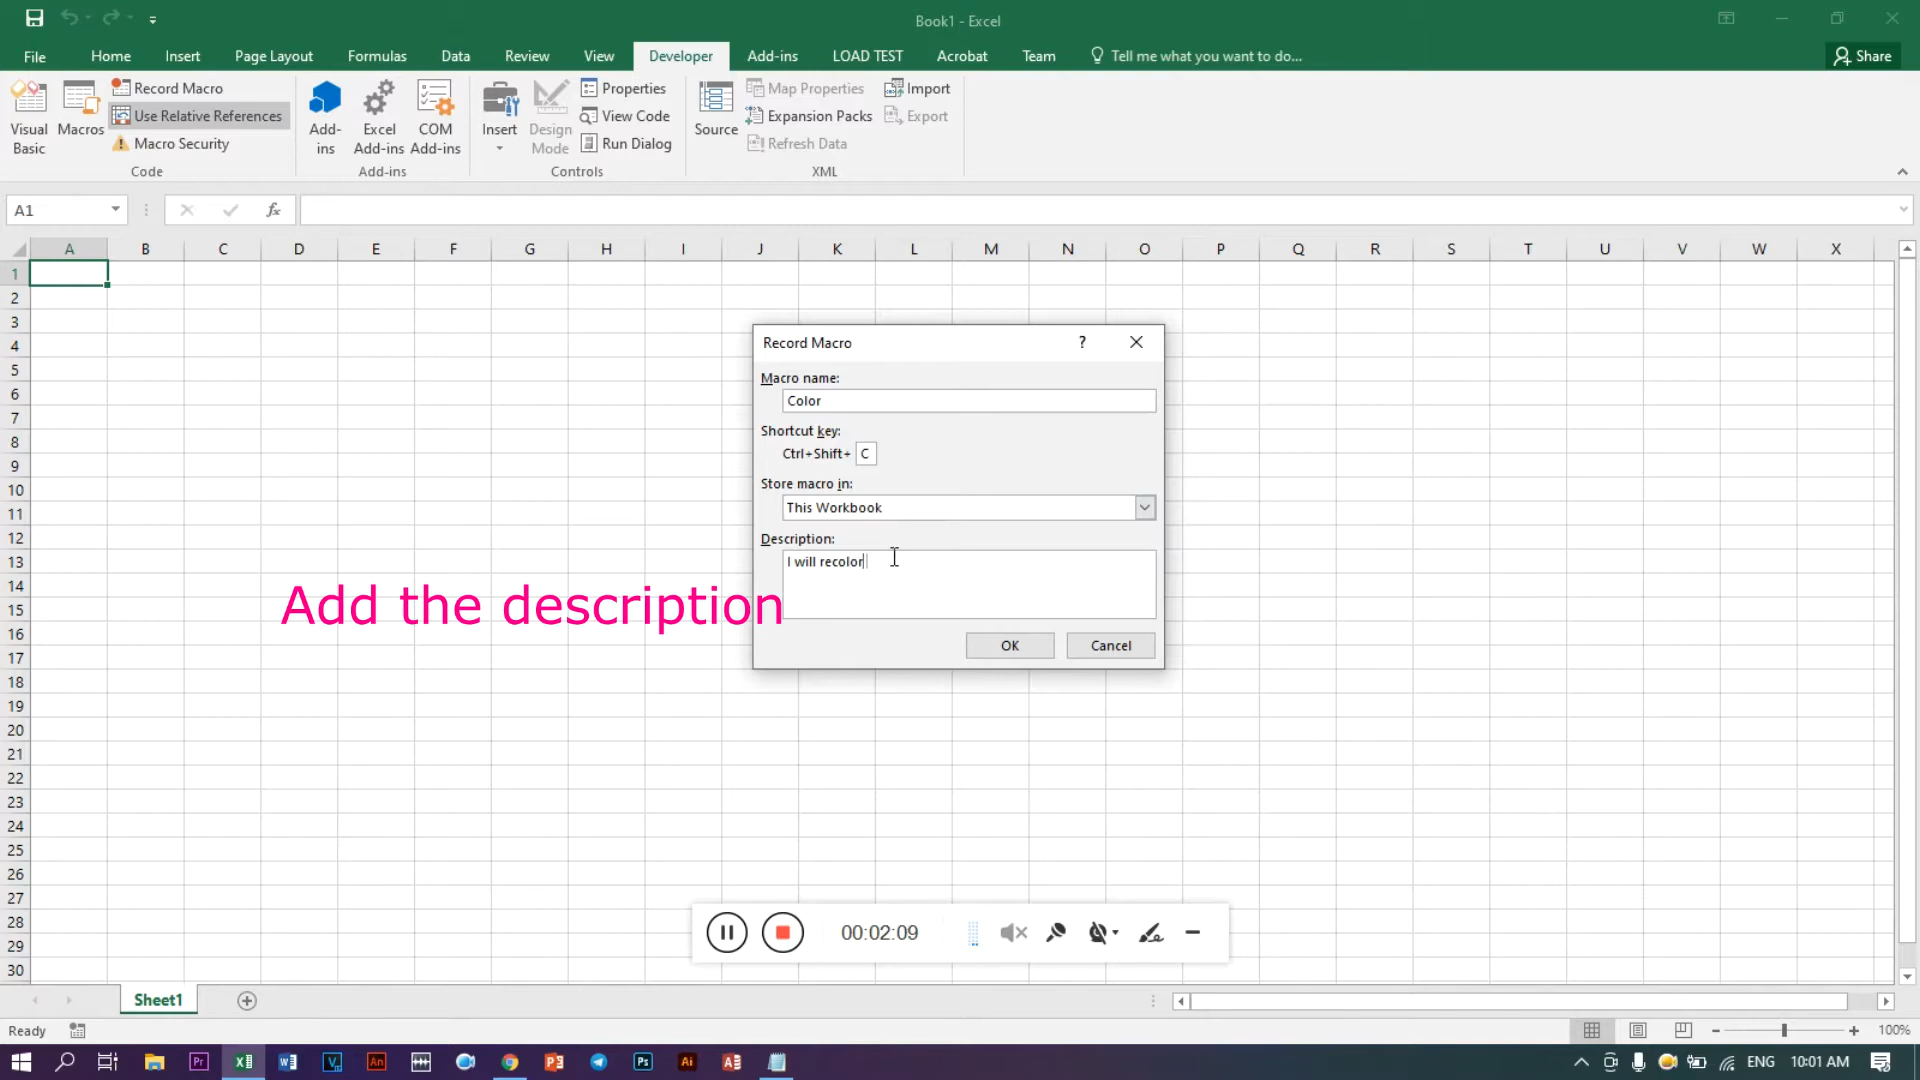 Book1 - Excel
File Home Insert Page Layout Formulas Data Review View Developer Add-ins LOAD TEST Acrobat Team Tell me what you want to do... Share
Visual Basic
Macros
Record Macro
Use Relative References
Macro Security
Code
Add-ins
Excel Add-ins
COM Add-ins
Add-ins
Insert
Design Mode
Properties
View Code
Run Dialog
Controls
Source
Map Properties
Expansion Packs
Refresh Data
Import
Export
XML
A1
fx
A B C D E F G H I J K L M N O P Q R S T U V W X
1
2
3
4
5
6
7
8
9
10
11
12
13
14
15
16
17
18
19
20
21
22
23
24
25
26
27
28
29
30
Record Macro ?
Macro name:
Color
Shortcut key:
Ctrl+Shift+ C
Store macro in:
This Workbook
Description:
I will recolor
OK Cancel
Add the description
00:02:09
Sheet1
Ready
100%
Pr
An
Ps
Ai
ENG 10:01 AM